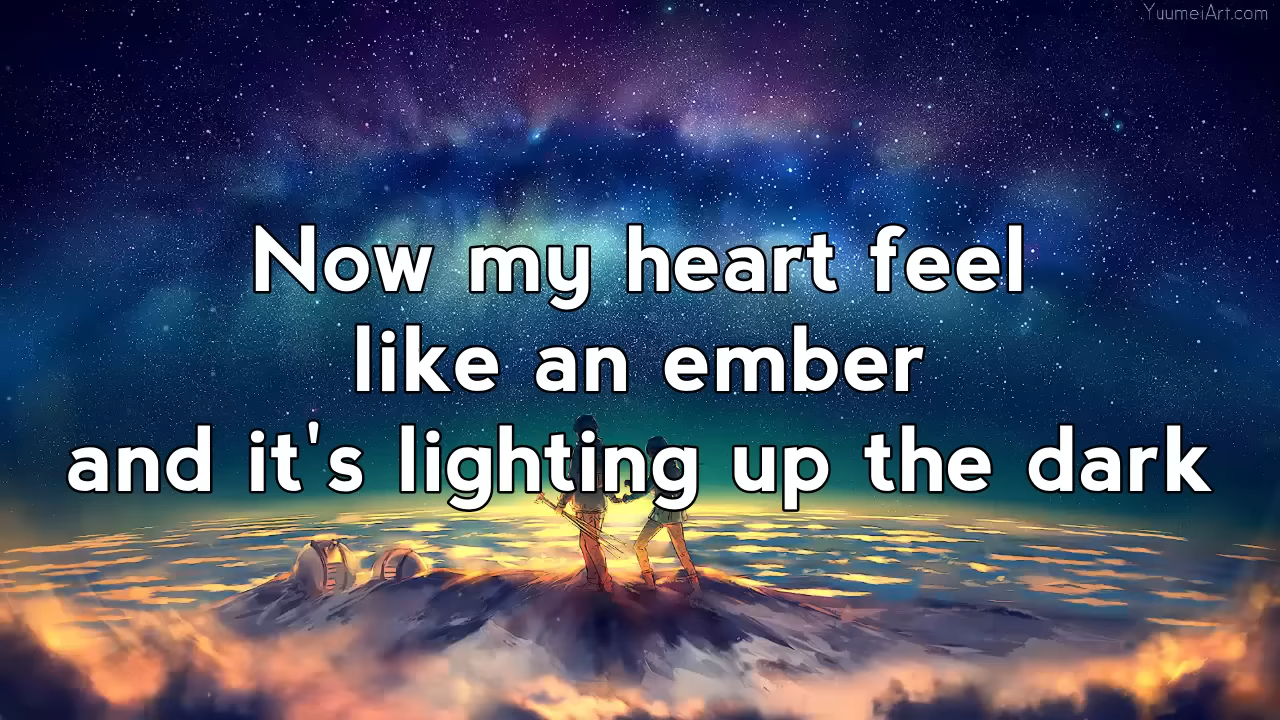 YuumeiArt.com
Now my heart feel
like an ember
and it's lighting up the dark